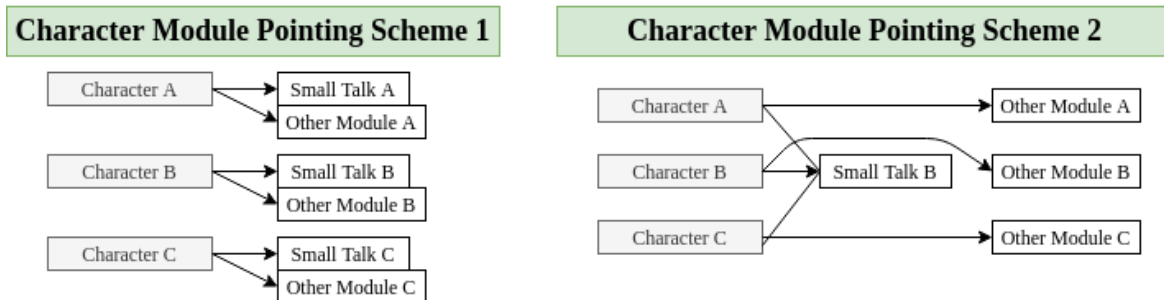 Character Module Pointing Scheme 1
Character A
Small Talk A
Other Module A
Character B
Small Talk B
Other Module B
Character C
Small Talk C
Other Module C
Character Module Pointing Scheme 2
Character A
Other Module A
Character B
Small Talk B
Other Module B
Character C
Other Module C